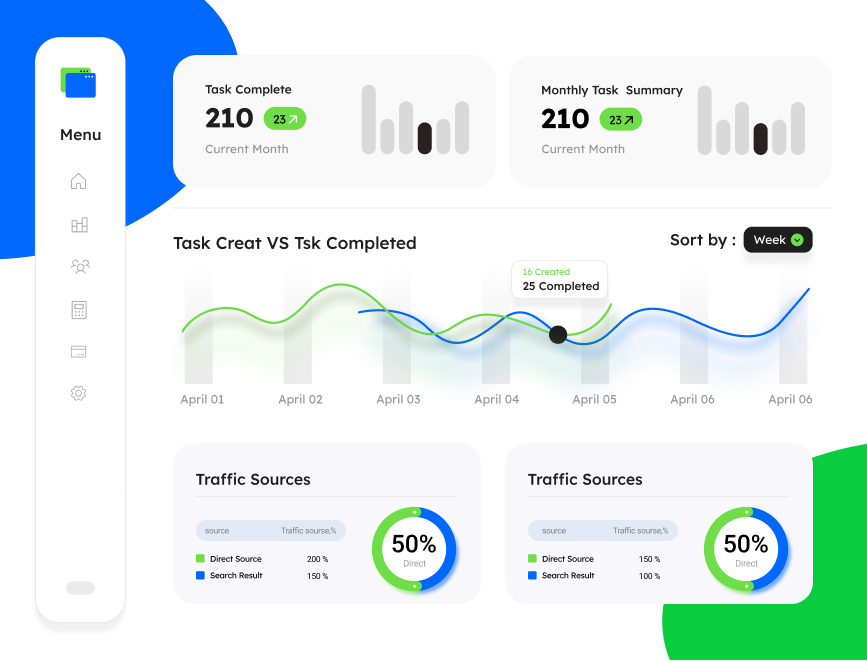 Menu
Task Complete
210 23
Current Month
Monthly Task Summary
210 23
Current Month
Task Creat VS Tsk Completed
Sort by : Week
16 Created
25 Completed
April 01 April 02 April 03 April 04 April 05 April 06 April 06
Traffic Sources
source Traffic sourse,%
Direct Source 200 %
Search Result 150 %
50%
Direct
Traffic Sources
source Traffic sourse,%
Direct Source 150 %
Search Result 100 %
50%
Direct